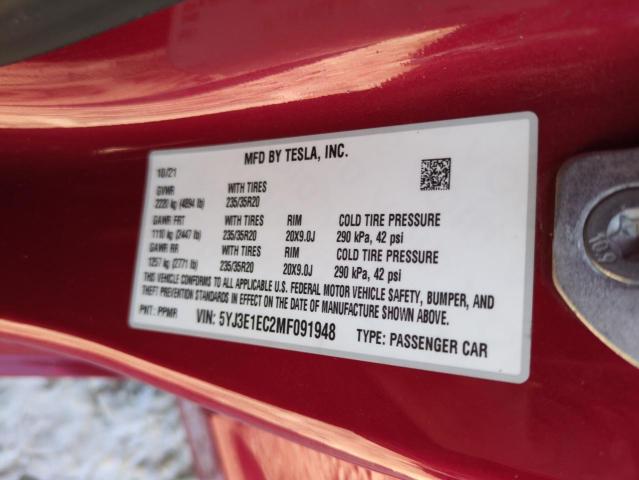 MFD BY TESLA, INC.
10/21
GVWR WITH TIRES
2220 kg (4894 lb) 235/35R20
GAWR FRT WITH TIRES RIM COLD TIRE PRESSURE
1110 kg (2447 lb) 235/35R20 20X9.0J 290 kPa, 42 psi
GAWR RR WITH TIRES RIM COLD TIRE PRESSURE
1257 kg (2771 lb) 235/35R20 20X9.0J 290 kPa, 42 psi
THIS VEHICLE CONFORMS TO ALL APPLICABLE U.S. FEDERAL MOTOR VEHICLE SAFETY, BUMPER, AND
THEFT PREVENTION STANDARDS IN EFFECT ON THE DATE OF MANUFACTURE SHOWN ABOVE.
PNT: PPMR VIN: 5YJ3E1EC2MF091948 TYPE: PASSENGER CAR
10.9